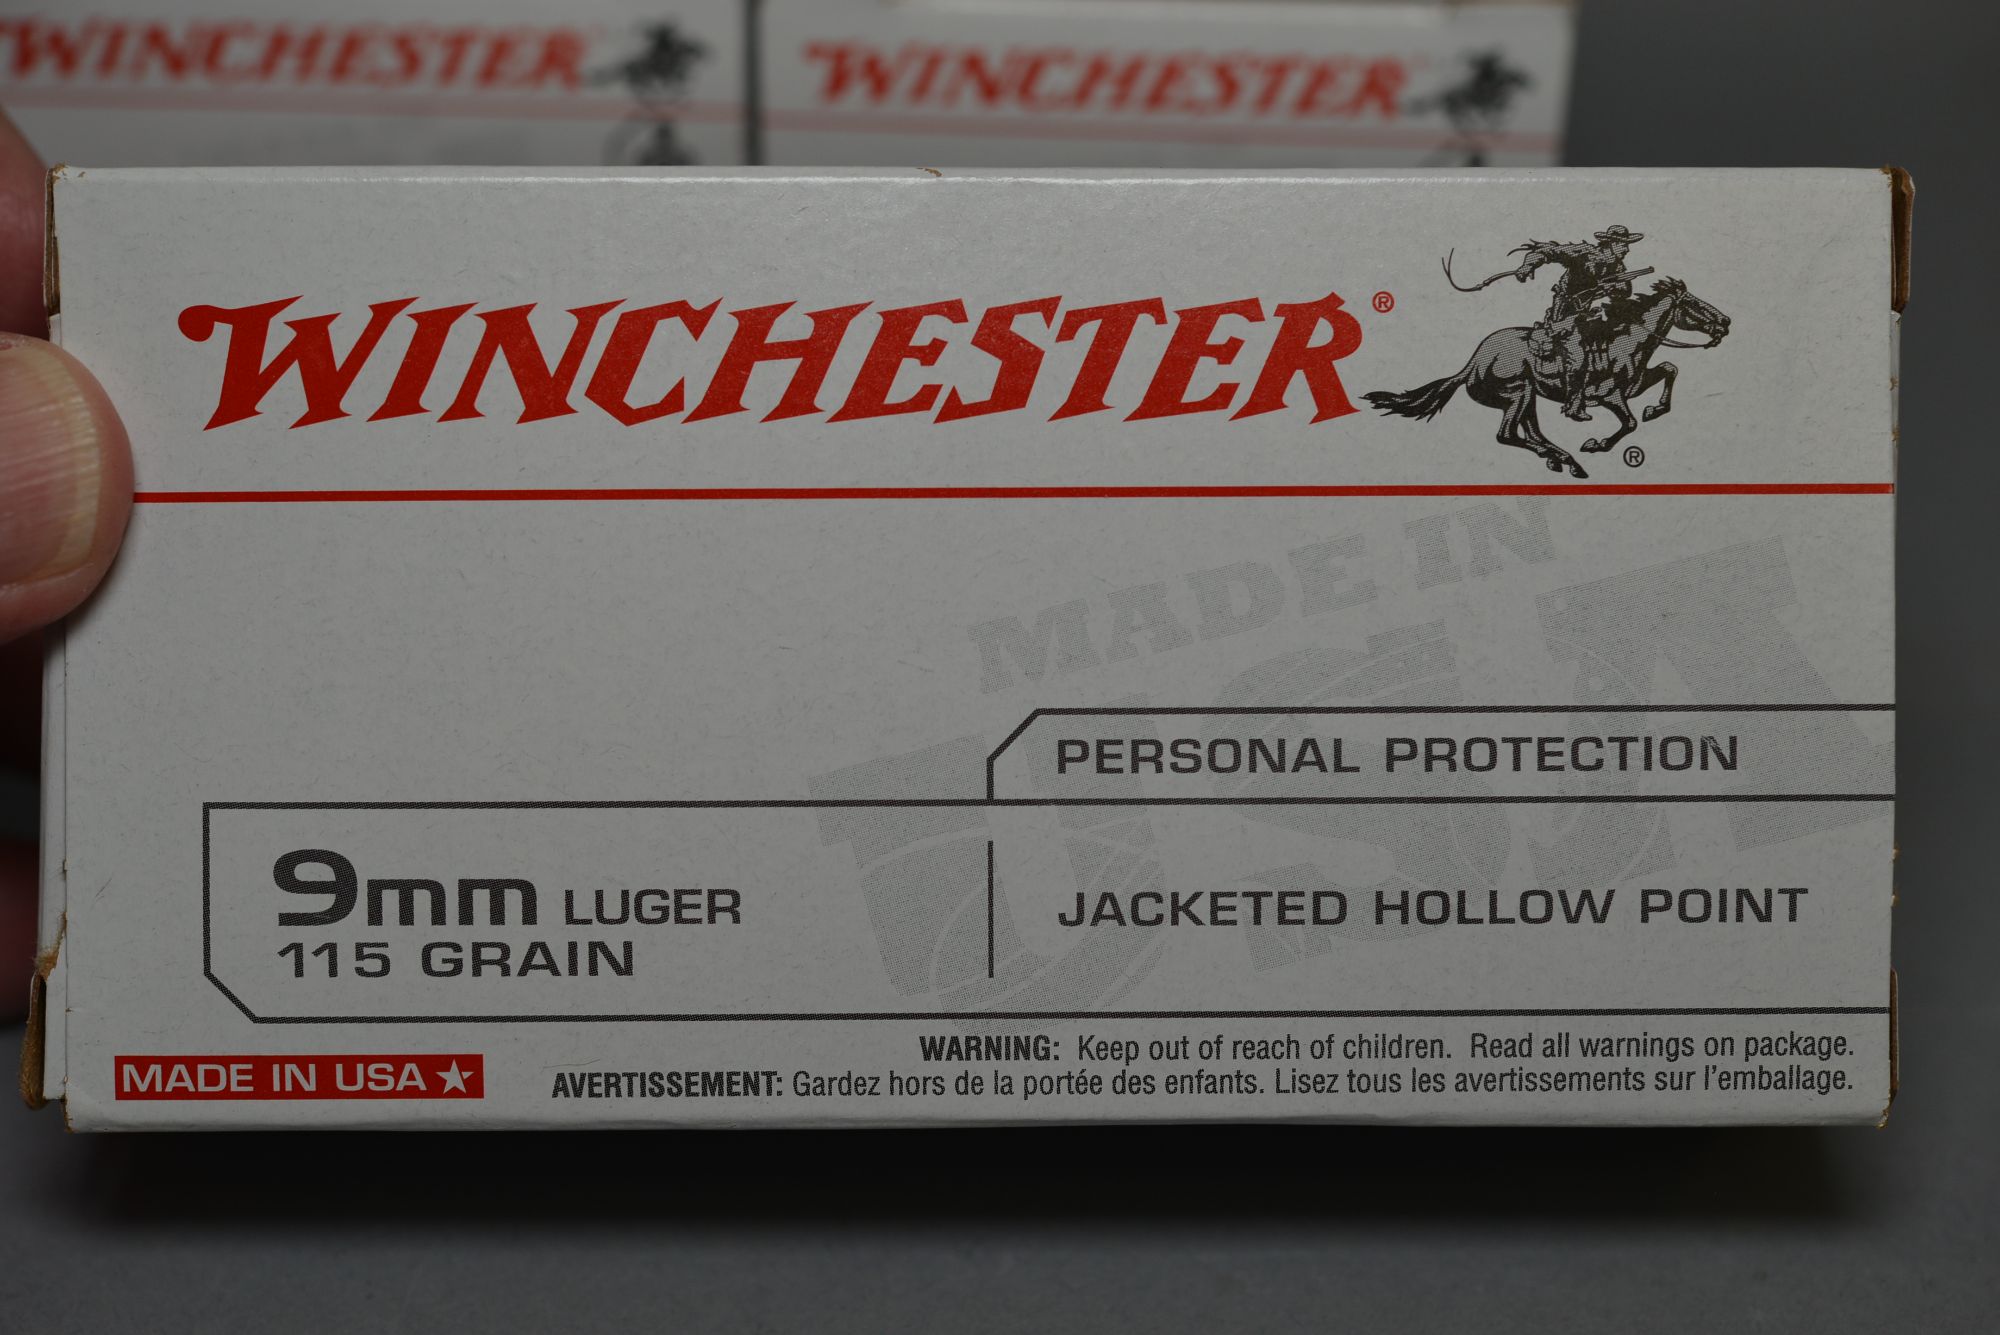 WINCHESTER WINCHESTER
WINCHESTER®
®
MADE IN
USA
PERSONAL PROTECTION
9mm LUGER
115 GRAIN
JACKETED HOLLOW POINT
MADE IN USA ★
WARNING: Keep out of reach of children. Read all warnings on package.
AVERTISSEMENT: Gardez hors de la portée des enfants. Lisez tous les avertissements sur l'emballage.